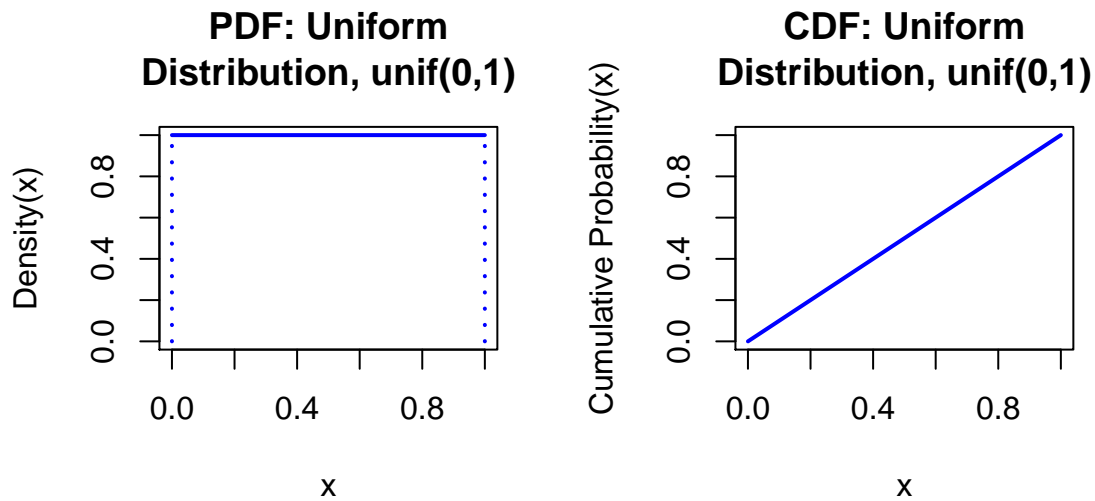 PDF: Uniform
Distribution, unif(0,1)
Density(x)
0.8
0.4
0.0
0.0 0.4 0.8
x
CDF: Uniform
Distribution, unif(0,1)
Cumulative Probability(x)
0.8
0.4
0.0
0.0 0.4 0.8
x